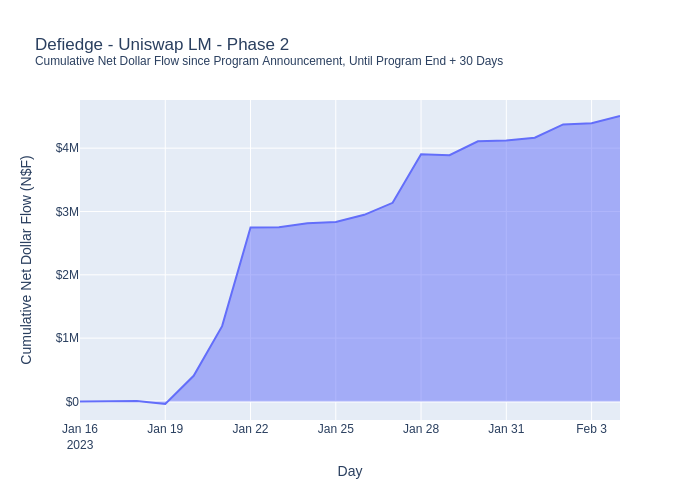 Defiedge - Uniswap LM - Phase 2
Cumulative Net Dollar Flow since Program Announcement, Until Program End + 30 Days
Cumulative Net Dollar Flow (N$F)
$4M
$3M
$2M
$1M
$0
Jan 16
2023
Jan 19
Jan 22
Jan 25
Jan 28
Jan 31
Feb 3
Day